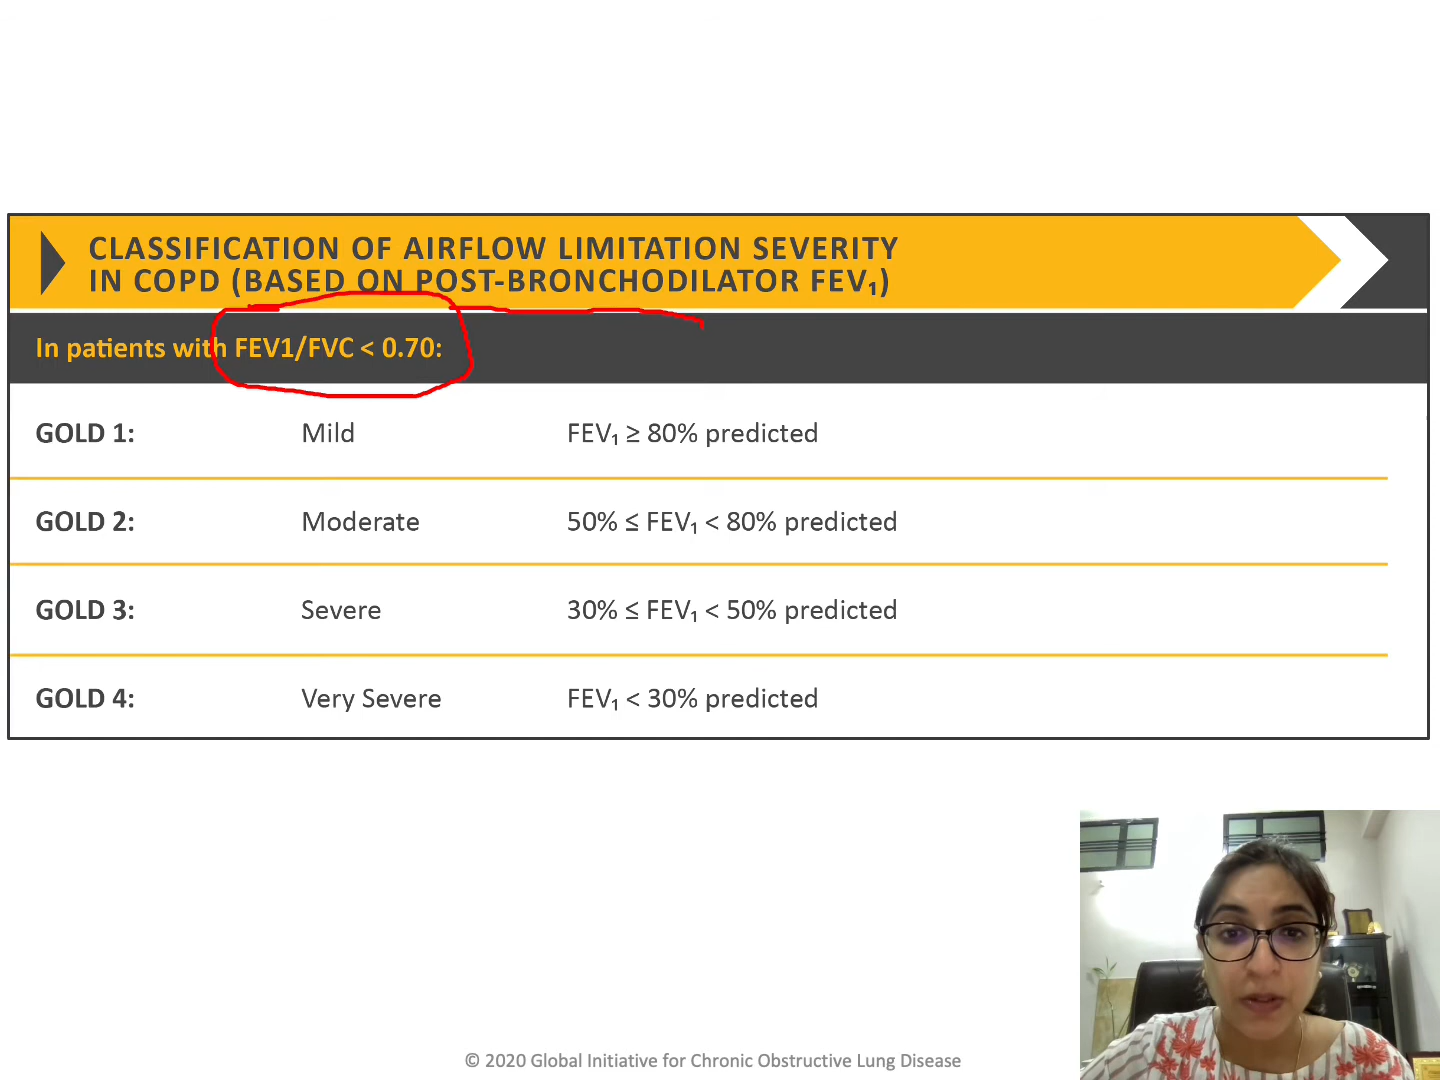 CLASSIFICATION OF AIRFLOW LIMITATION SEVERITY
IN COPD (BASED ON POST-BRONCHODILATOR FEV₁)
In patients with FEV1/FVC < 0.70:
GOLD 1: Mild FEV₁ ≥ 80% predicted
GOLD 2: Moderate 50% ≤ FEV₁ < 80% predicted
GOLD 3: Severe 30% ≤ FEV₁ < 50% predicted
GOLD 4: Very Severe FEV₁ < 30% predicted
© 2020 Global Initiative for Chronic Obstructive Lung Disease